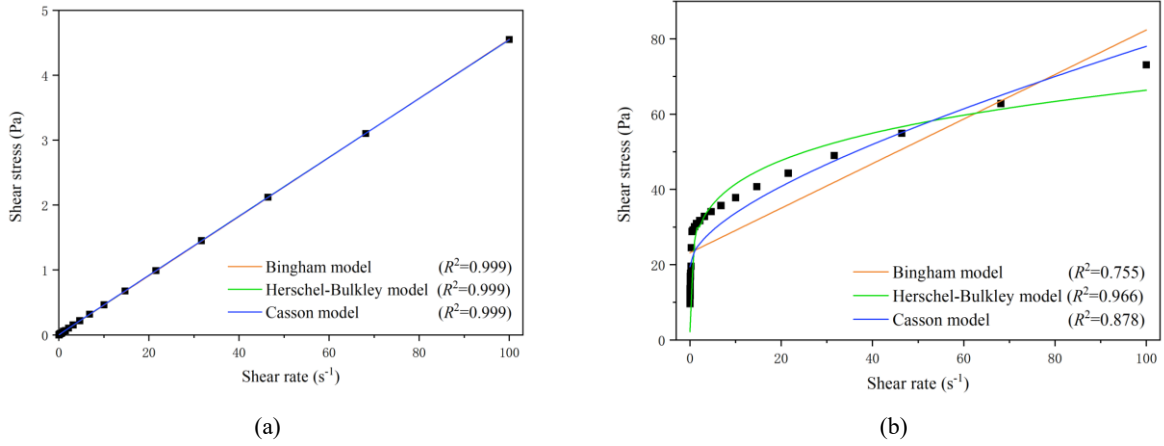 5
4
3
2
1
0
Shear stress (Pa)
Bingham model (R²=0.999)
Herschel-Bulkley model (R²=0.999)
Casson model (R²=0.999)
0 20 40 60 80 100
Shear rate (s⁻¹)
(a)
80
60
40
20
0
Shear stress (Pa)
Bingham model (R²=0.755)
Herschel-Bulkley model (R²=0.966)
Casson model (R²=0.878)
0 20 40 60 80 100
Shear rate (s⁻¹)
(b)